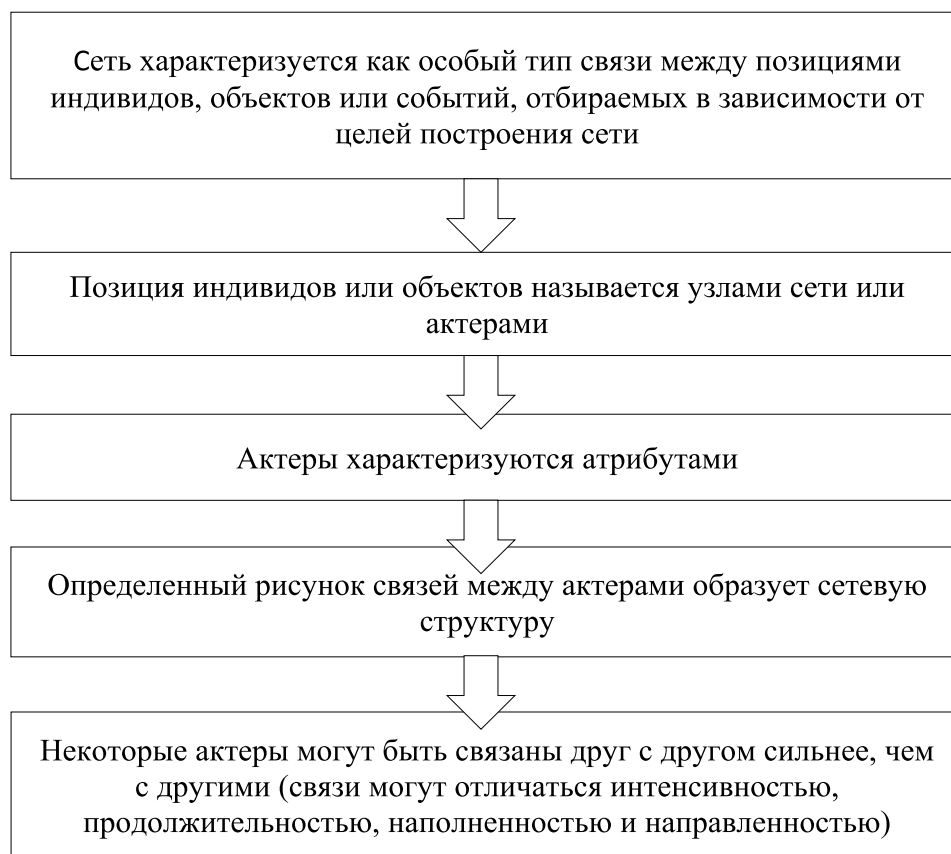 Сеть характеризуется как особый тип связи между позициями
индивидов, объектов или событий, отбираемых в зависимости от
целей построения сети
Позиция индивидов или объектов называется узлами сети или
актерами
Актеры характеризуются атрибутами
Определенный рисунок связей между актерами образует сетевую
структуру
Некоторые актеры могут быть связаны друг с другом сильнее, чем
с другими (связи могут отличаться интенсивностью,
продолжительностью, наполненностью и направленностью)